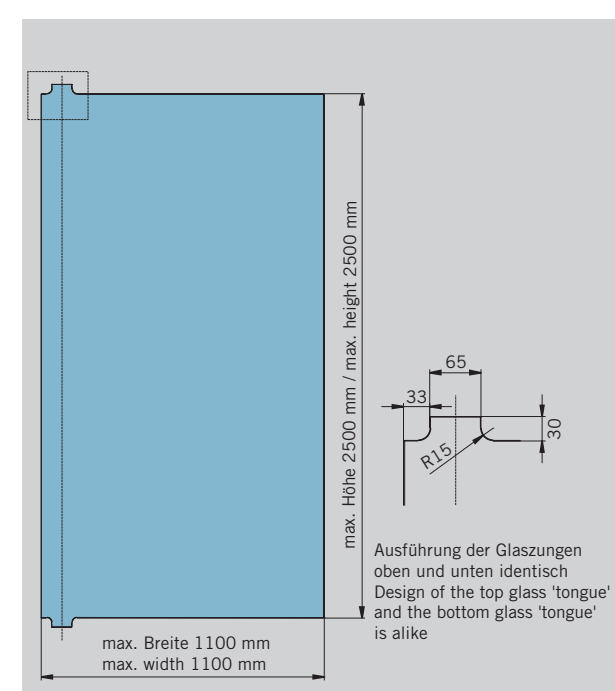 max. Höhe 2500 mm / max. height 2500 mm
65
33
30
R15
Ausführung der Glaszungen
oben und unten identisch
Design of the top glass 'tongue'
and the bottom glass 'tongue'
is alike
max. Breite 1100 mm
max. width 1100 mm